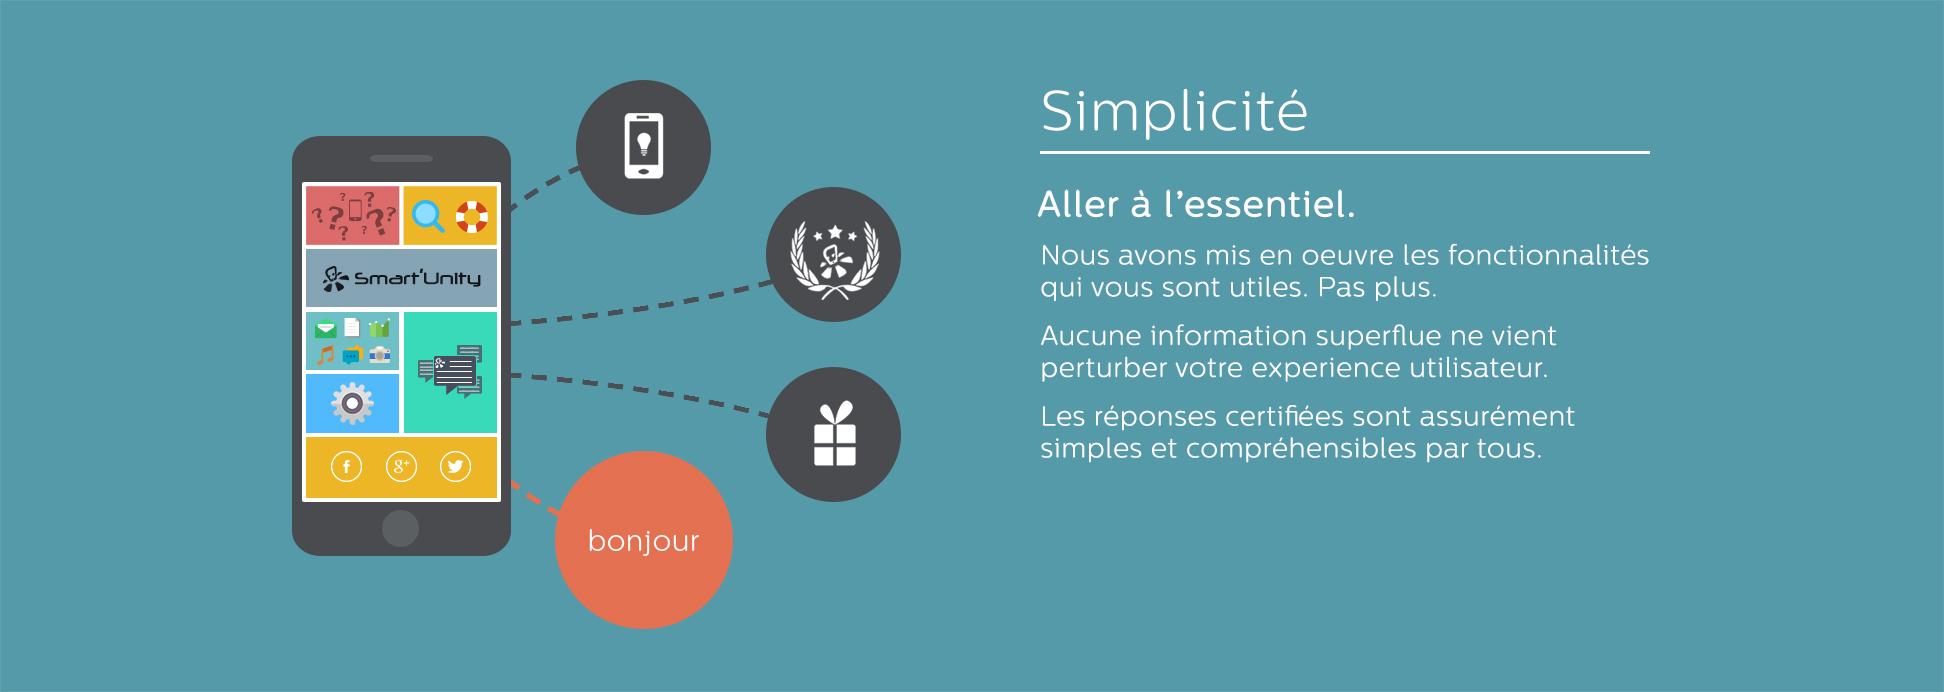 Simplicité
Aller à l'essentiel.
Nous avons mis en oeuvre les fonctionnalités
qui vous sont utiles. Pas plus.
Aucune information superflue ne vient
perturber votre experience utilisateur.
Les réponses certifiées sont assurément
simples et compréhensibles par tous.
? ? ? ? ? ? ? ?
Smart'Unity
f 8+
bonjour